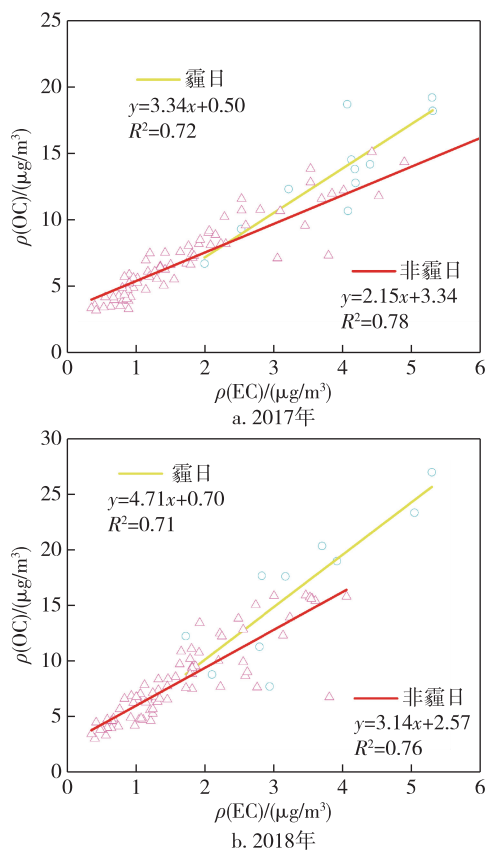 25
20
15
10
5
0
ρ(OC)/(μg/m³)
霾日
y=3.34x+0.50
R²=0.72
非霾日
y=2.15x+3.34
R²=0.78
0 1 2 3 4 5 6
ρ(EC)/(μg/m³)
a. 2017年
30
25
20
15
10
5
0
ρ(OC)/(μg/m³)
霾日
y=4.71x+0.70
R²=0.71
非霾日
y=3.14x+2.57
R²=0.76
0 1 2 3 4 5 6
ρ(EC)/(μg/m³)
b. 2018年